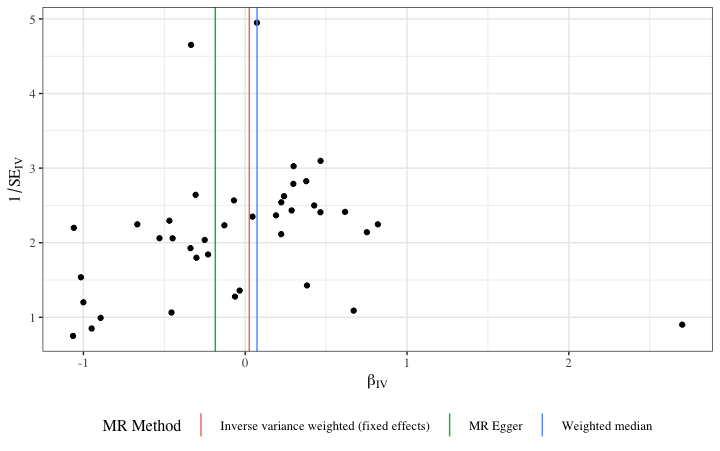 5
4
3
2
1
1/SE_IV
-1 0 1 2
β_IV
MR Method Inverse variance weighted (fixed effects) MR Egger Weighted median